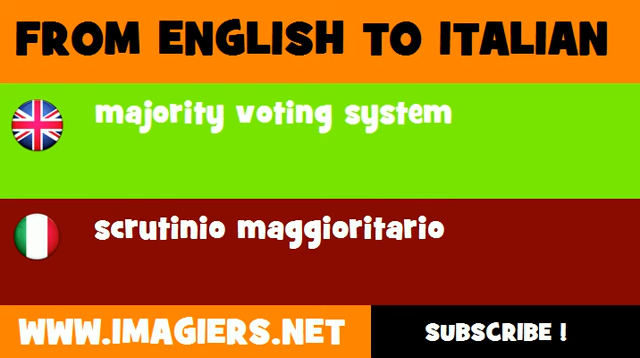 FROM ENGLISH TO ITALIAN
majority voting system
scrutinio maggioritario
WWW.IMAGIERS.NET
SUBSCRIBE !